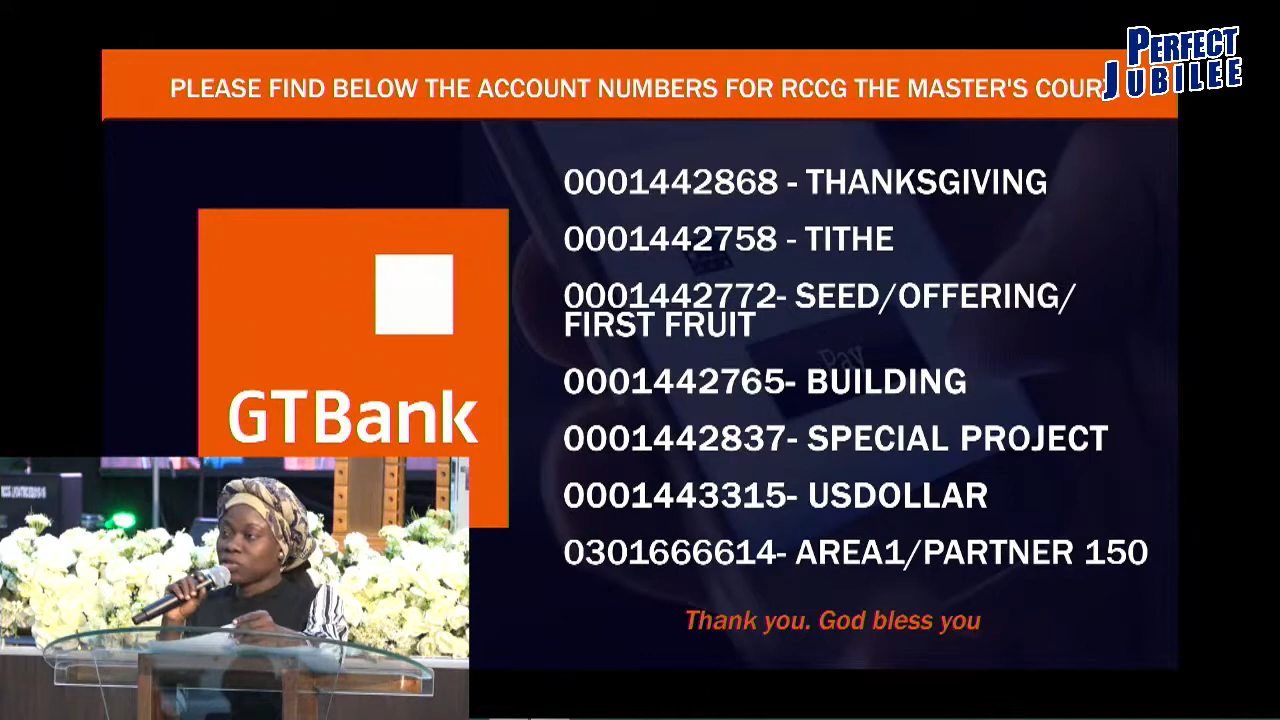 PERFECT
JUBILEE
PLEASE FIND BELOW THE ACCOUNT NUMBERS FOR RCCG THE MASTER'S COURT
0001442868 - THANKSGIVING
0001442758 - TITHE
0001442772- SEED/OFFERING/
FIRST FRUIT
Pay
0001442765- BUILDING
0001442837- SPECIAL PROJECT
0001443315- USDOLLAR
0301666614- AREA1/PARTNER 150
Thank you. God bless you
GTBank